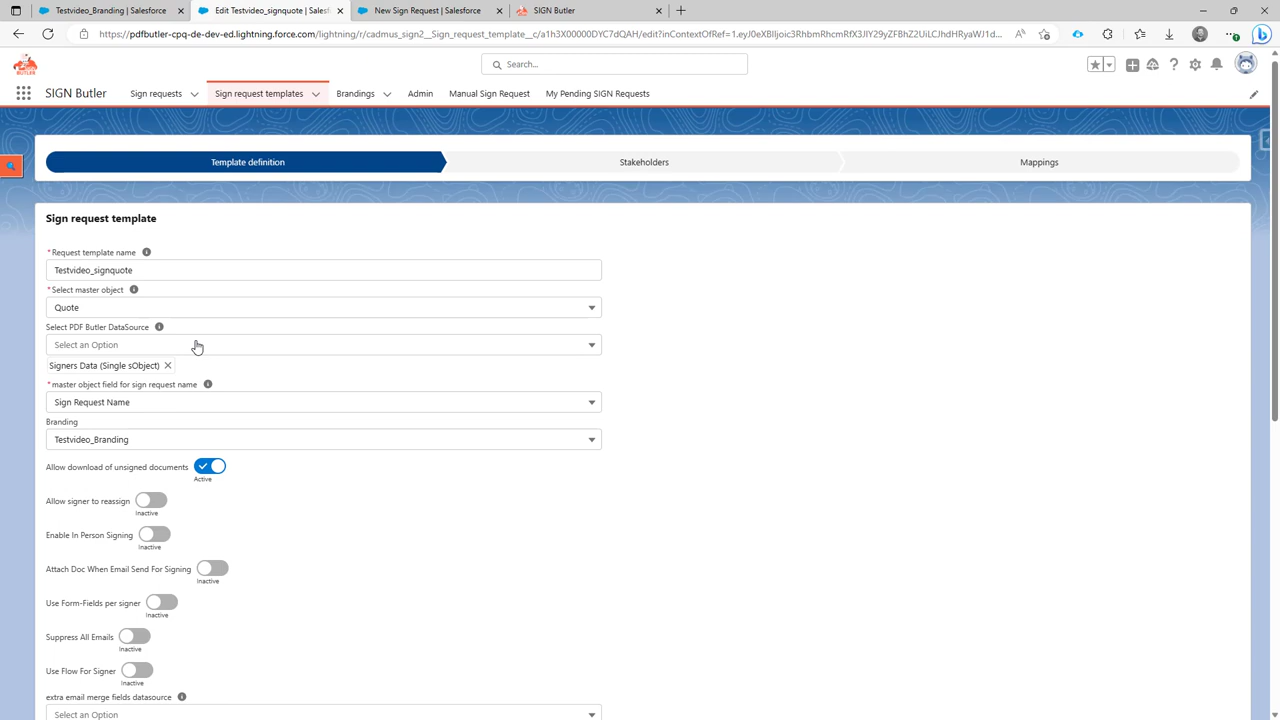 Testvideo_Branding | Salesforce
Edit Testvideo_signquote | Salesf
New Sign Request | Salesforce
SIGN Butler
https://pdfbutler-cpq-de-dev-ed.lightning.force.com/lightning/r/cadmus_sign2__Sign_request_template__c/a1h3X00000DYC7dQAH/edit?inContextOfRef=1.eyJ0eXBlIjoic3RhbmRhcmRfX3JlY29yZFBhZ2UiLCJhdHRyaWJ1d...
Search...
SIGN Butler
Sign requests
Sign request templates
Brandings
Admin
Manual Sign Request
My Pending SIGN Requests
Template definition
Stakeholders
Mappings
Sign request template
*Request template name
Testvideo_signquote
*Select master object
Quote
Select PDF Butler DataSource
Select an Option
Signers Data (Single sObject)
*master object field for sign request name
Sign Request Name
Branding
Testvideo_Branding
Allow download of unsigned documents
Active
Allow signer to reassign
Inactive
Enable In Person Signing
Inactive
Attach Doc When Email Send For Signing
Inactive
Use Form-Fields per signer
Inactive
Suppress All Emails
Inactive
Use Flow For Signer
Inactive
extra email merge fields datasource
Select an Option